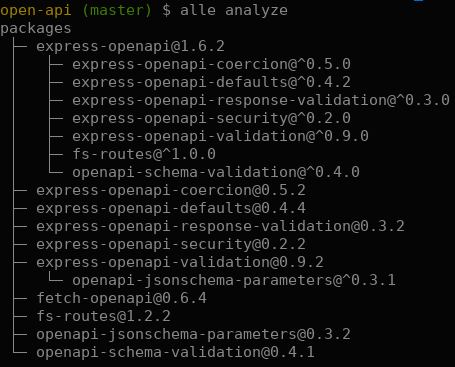 open-api (master) $ alle analyze
packages
├─ express-openapi@1.6.2
│  ├─ express-openapi-coercion@^0.5.0
│  ├─ express-openapi-defaults@^0.4.2
│  ├─ express-openapi-response-validation@^0.3.0
│  ├─ express-openapi-security@^0.2.0
│  ├─ express-openapi-validation@^0.9.0
│  ├─ fs-routes@^1.0.0
│  └─ openapi-schema-validation@^0.4.0
├─ express-openapi-coercion@0.5.2
├─ express-openapi-defaults@0.4.4
├─ express-openapi-response-validation@0.3.2
├─ express-openapi-security@0.2.2
├─ express-openapi-validation@0.9.2
│  └─ openapi-jsonschema-parameters@^0.3.1
├─ fetch-openapi@0.6.4
├─ fs-routes@1.2.2
├─ openapi-jsonschema-parameters@0.3.2
└─ openapi-schema-validation@0.4.1